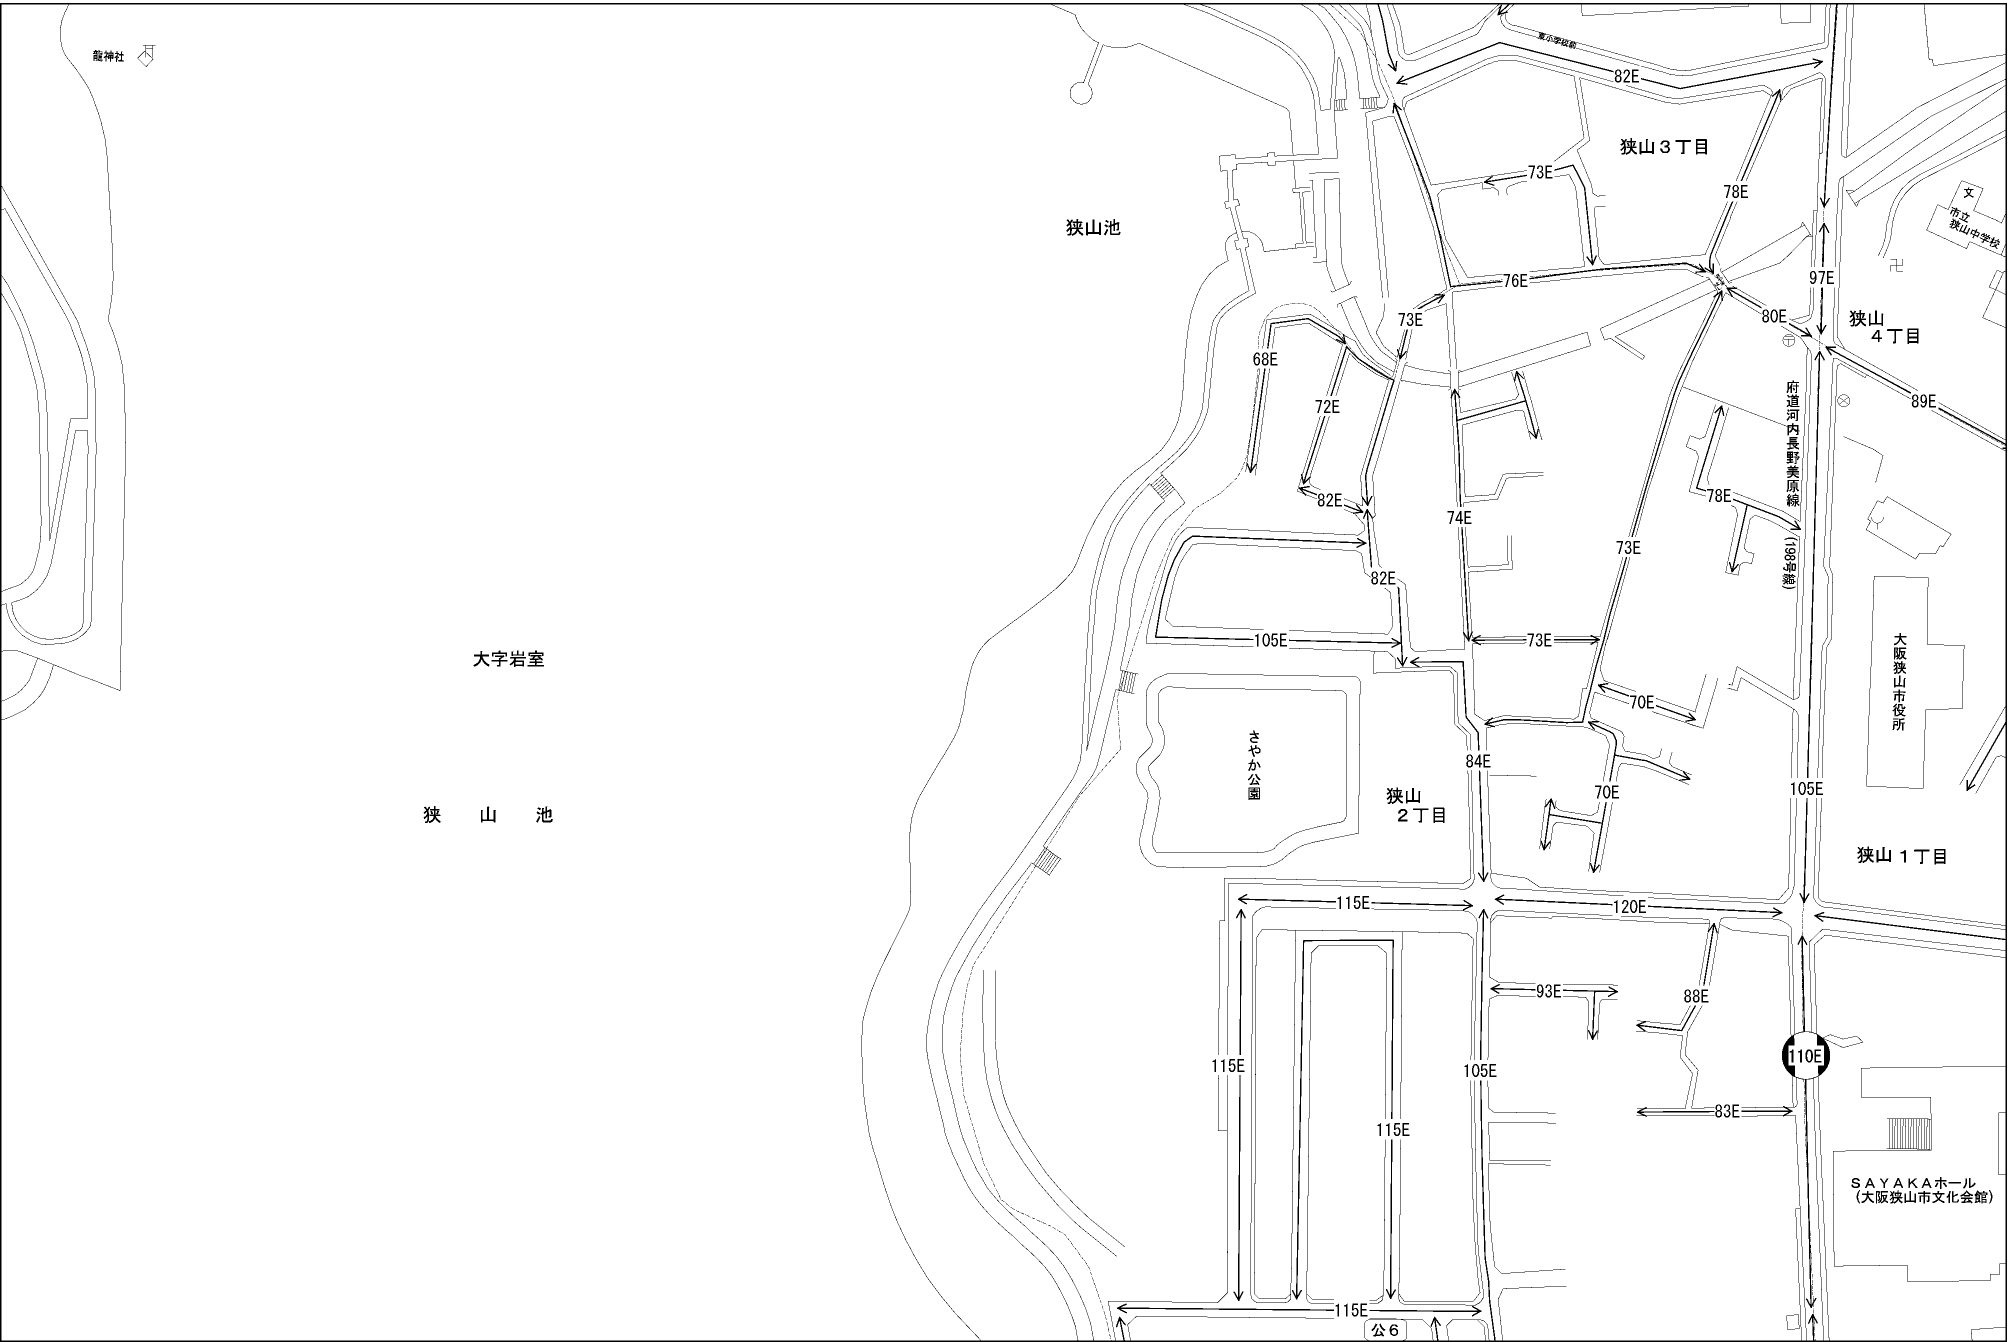 龍神社
東小学校前
82E
狭山３丁目
73E
78E
文
市立
狭山中学校
狭山池
97E
76E
80E
73E
狭山
４丁目
68E
72E
89E
府道河内長野美原線
(198号線)
82E
78E
74E
73E
82E
105E
73E
大阪狭山市役所
大字岩室
70E
さやか公園
84E
狭山
２丁目
70E
105E
狭山池
狭山１丁目
115E
120E
93E
88E
110E
115E
105E
83E
115E
ＳＡＹＡＫＡホール
（大阪狭山市文化会館）
115E
公６